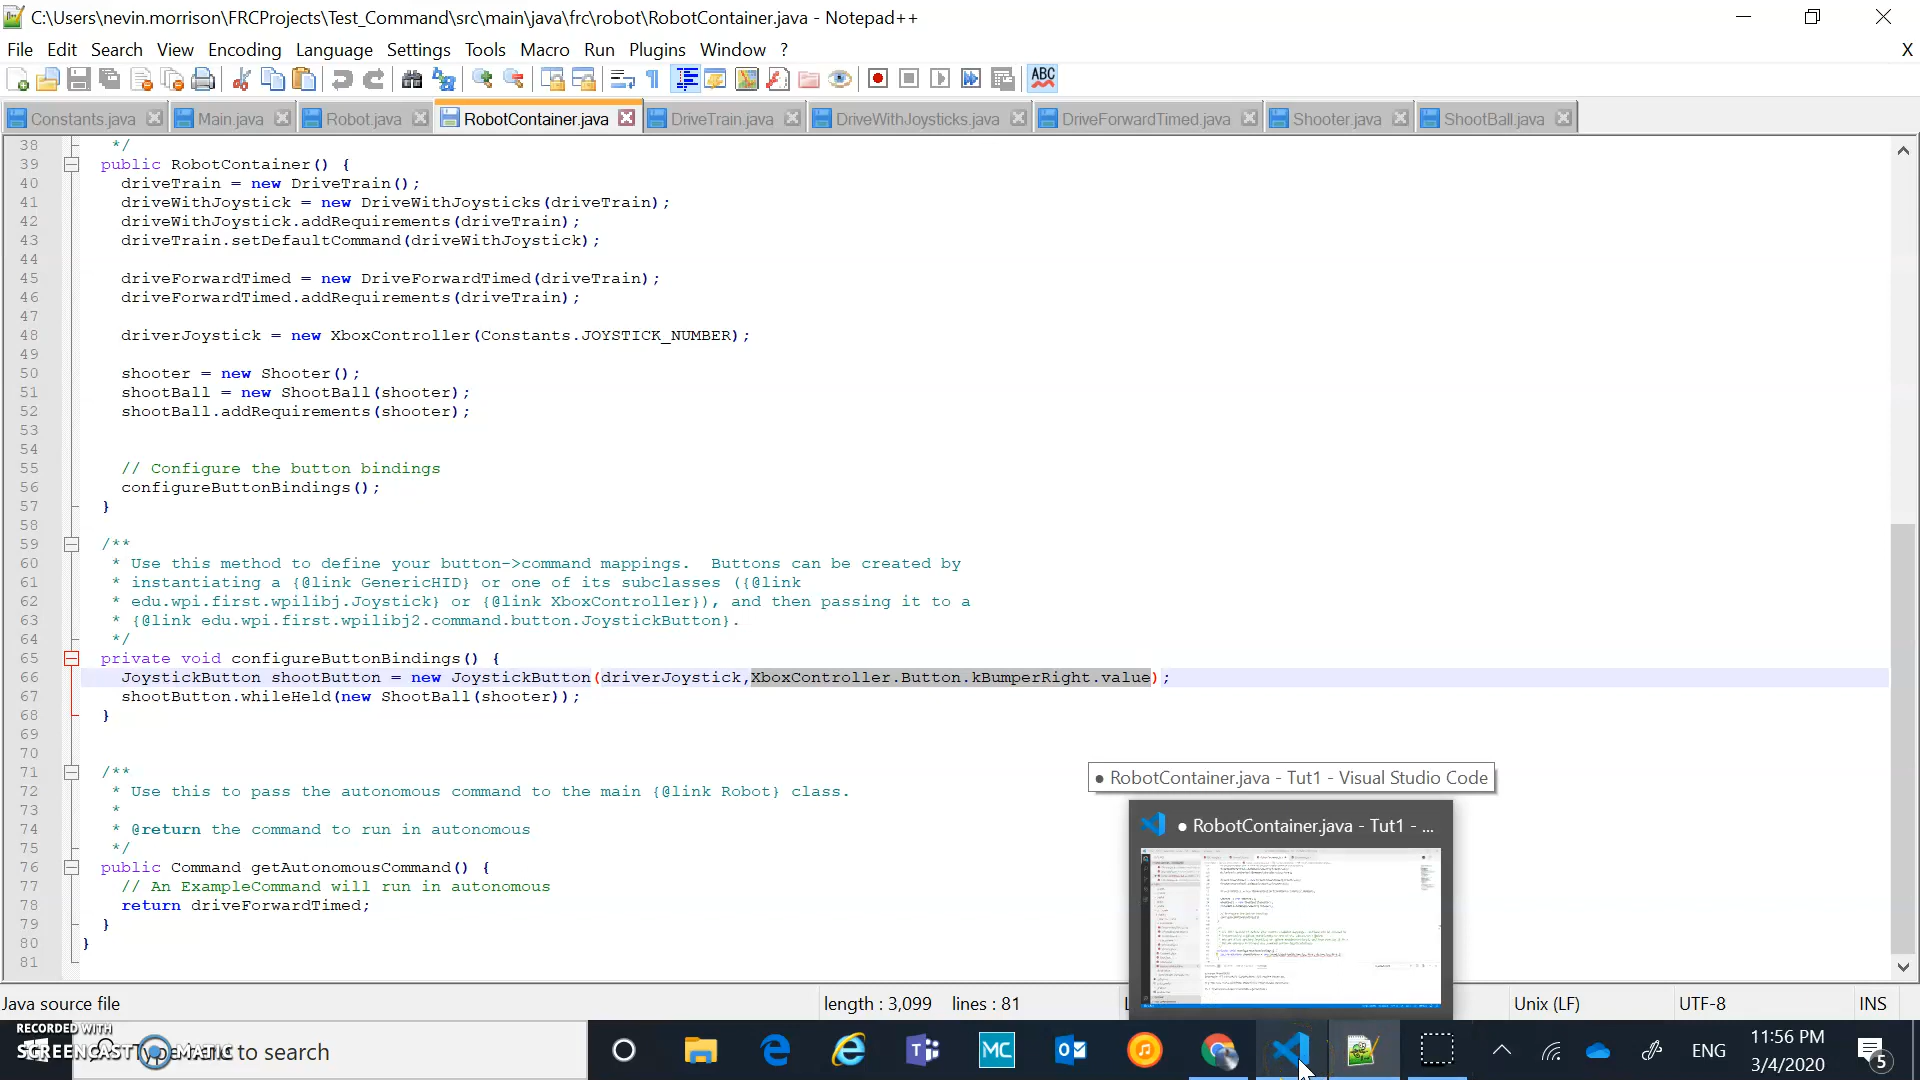 C:\Users\nevin.morrison\FRCProjects\Test_Command\src\main\java\frc\robot\RobotContainer.java - Notepad++
File Edit Search View Encoding Language Settings Tools Macro Run Plugins Window ? X
ABC
Constants.java Main.java Robot.java RobotContainer.java DriveTrain.java DriveWithJoysticks.java DriveForwardTimed.java Shooter.java ShootBall.java
38 */
39 public RobotContainer() {
40 driveTrain = new DriveTrain();
41 driveWithJoystick = new DriveWithJoysticks(driveTrain);
42 driveWithJoystick.addRequirements(driveTrain);
43 driveTrain.setDefaultCommand(driveWithJoystick);
44
45 driveForwardTimed = new DriveForwardTimed(driveTrain);
46 driveForwardTimed.addRequirements(driveTrain);
47
48 driverJoystick = new XboxController(Constants.JOYSTICK_NUMBER);
49
50 shooter = new Shooter();
51 shootBall = new ShootBall(shooter);
52 shootBall.addRequirements(shooter);
53
54
55 // Configure the button bindings
56 configureButtonBindings();
57 }
58
59 /**
60 * Use this method to define your button->command mappings.  Buttons can be created by
61 * instantiating a {@link GenericHID} or one of its subclasses ({@link
62 * edu.wpi.first.wpilibj.Joystick} or {@link XboxController}), and then passing it to a
63 * {@link edu.wpi.first.wpilibj2.command.button.JoystickButton}.
64 */
65 private void configureButtonBindings() {
66 JoystickButton shootButton = new JoystickButton(driverJoystick,XboxController.Button.kBumperRight.value);
67 shootButton.whileHeld(new ShootBall(shooter));
68 }
69
70
71 /**
72 * Use this to pass the autonomous command to the main {@link Robot} class.
73 *
74 * @return the command to run in autonomous
75 */
76 public Command getAutonomousCommand() {
77 // An ExampleCommand will run in autonomous
78 return driveForwardTimed;
79 }
80 }
81
● RobotContainer.java - Tut1 - Visual Studio Code
● RobotContainer.java - Tut1 - ...
Java source file length : 3,099 lines : 81 Unix (LF) UTF-8 INS
RECORDED WITH
SCREENCAST MATIC
Type here to search
MC
ENG
11:56 PM
3/4/2020
5